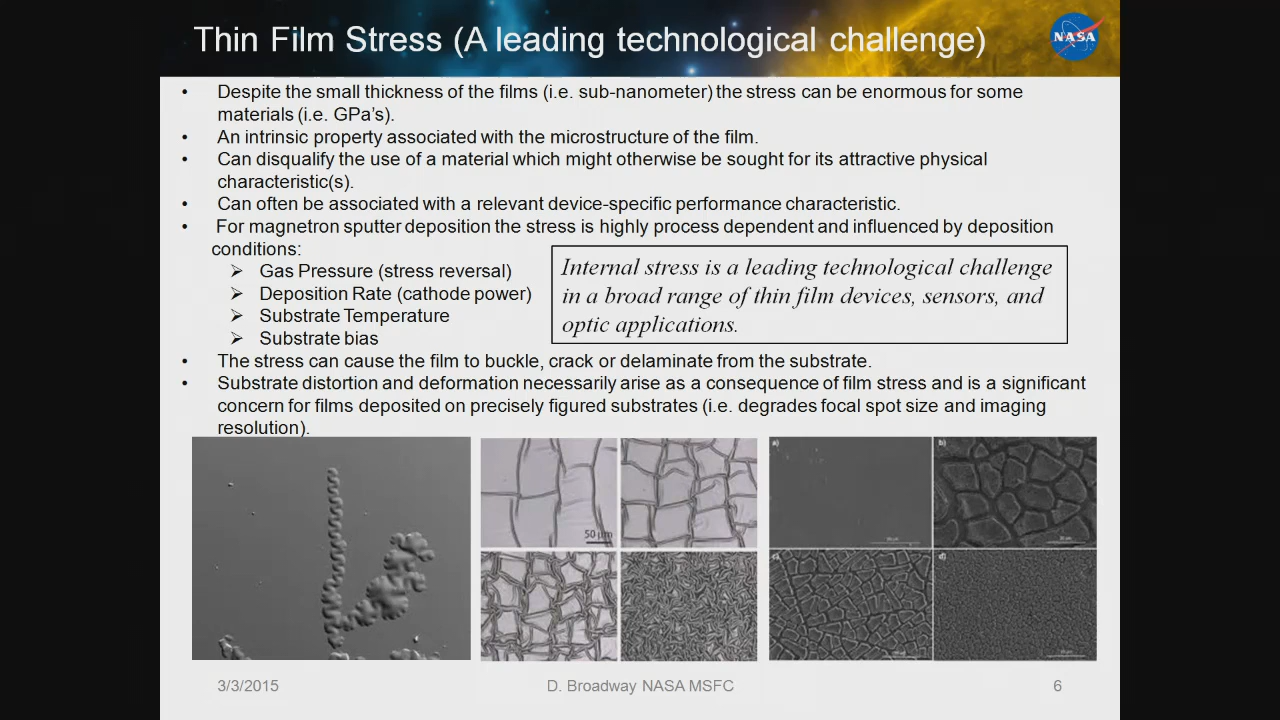 Thin Film Stress (A leading technological challenge)
NASA
• Despite the small thickness of the films (i.e. sub-nanometer) the stress can be enormous for some
materials (i.e. GPa's).
• An intrinsic property associated with the microstructure of the film.
• Can disqualify the use of a material which might otherwise be sought for its attractive physical
characteristic(s).
• Can often be associated with a relevant device-specific performance characteristic.
• For magnetron sputter deposition the stress is highly process dependent and influenced by deposition
conditions:
➢ Gas Pressure (stress reversal)
➢ Deposition Rate (cathode power)
➢ Substrate Temperature
➢ Substrate bias
Internal stress is a leading technological challenge
in a broad range of thin film devices, sensors, and
optic applications.
• The stress can cause the film to buckle, crack or delaminate from the substrate.
• Substrate distortion and deformation necessarily arise as a consequence of film stress and is a significant
concern for films deposited on precisely figured substrates (i.e. degrades focal spot size and imaging
resolution).
50 μm
a)
b)
c)
d)
3/3/2015
D. Broadway NASA MSFC
6